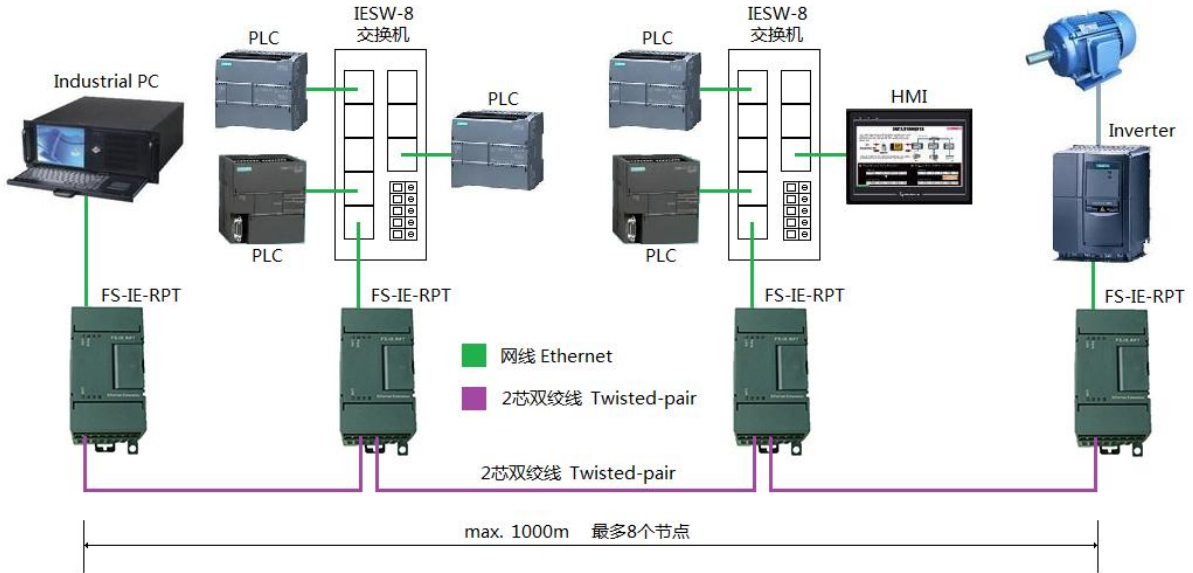 IESW-8
交换机
IESW-8
交换机
PLC
PLC
Industrial PC
PLC
HMI
Inverter
PLC
PLC
FS-IE-RPT
FS-IE-RPT
FS-IE-RPT
FS-IE-RPT
网线 Ethernet
2芯双绞线 Twisted-pair
2芯双绞线 Twisted-pair
max. 1000m 最多8个节点